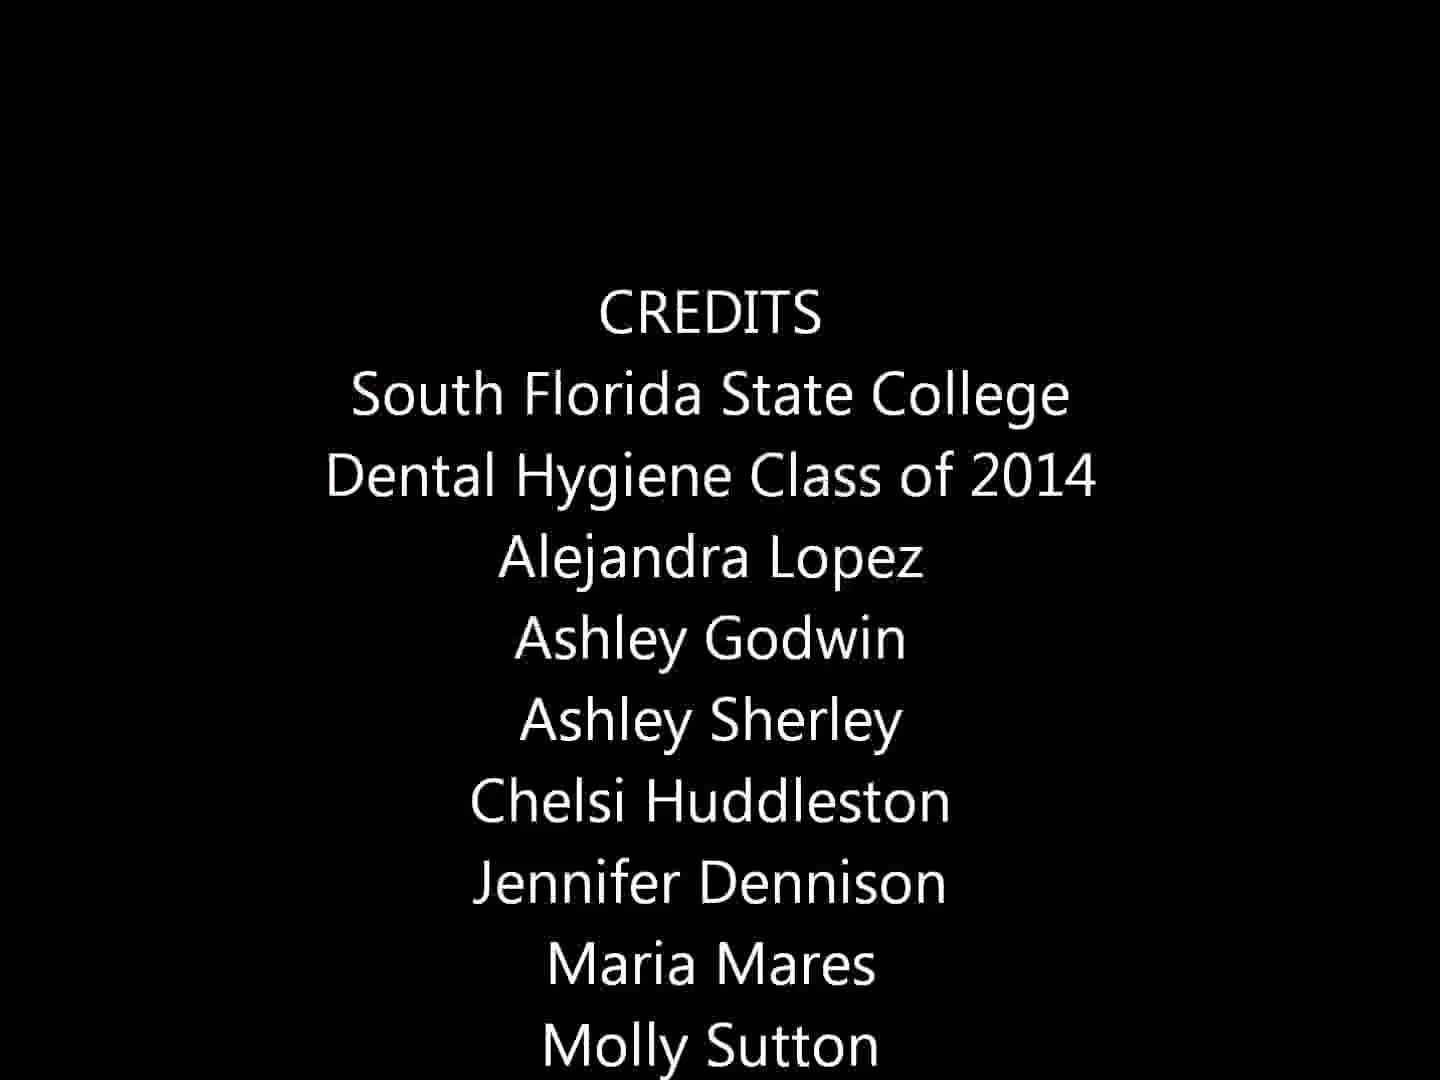 CREDITS
South Florida State College
Dental Hygiene Class of 2014
Alejandra Lopez
Ashley Godwin
Ashley Sherley
Chelsi Huddleston
Jennifer Dennison
Maria Mares
Molly Sutton